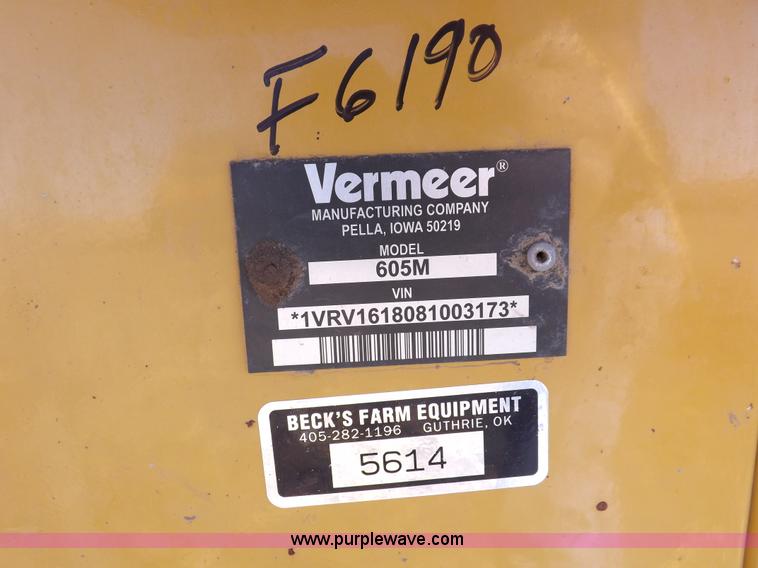 F6190
Vermeer®
MANUFACTURING COMPANY
PELLA, IOWA 50219
MODEL
605M
VIN
*1VRV1618081003173*
BECK'S FARM EQUIPMENT
405-282-1196 GUTHRIE, OK
5614
www.purplewave.com